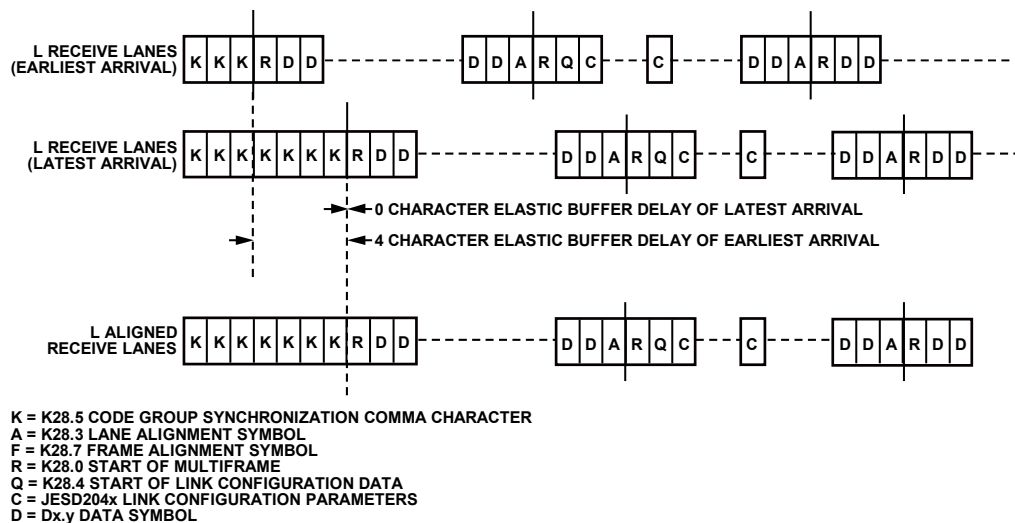 L RECEIVE LANES
(EARLIEST ARRIVAL)
K K K R D D
D D A R Q C
C
D D A R D D
L RECEIVE LANES
(LATEST ARRIVAL)
K K K K K K K R D D
D D A R Q C
C
D D A R D D
0 CHARACTER ELASTIC BUFFER DELAY OF LATEST ARRIVAL
4 CHARACTER ELASTIC BUFFER DELAY OF EARLIEST ARRIVAL
L ALIGNED
RECEIVE LANES
K K K K K K K R D D
D D A R Q C
C
D D A R D D
K = K28.5 CODE GROUP SYNCHRONIZATION COMMA CHARACTER
A = K28.3 LANE ALIGNMENT SYMBOL
F = K28.7 FRAME ALIGNMENT SYMBOL
R = K28.0 START OF MULTIFRAME
Q = K28.4 START OF LINK CONFIGURATION DATA
C = JESD204x LINK CONFIGURATION PARAMETERS
D = Dx.y DATA SYMBOL